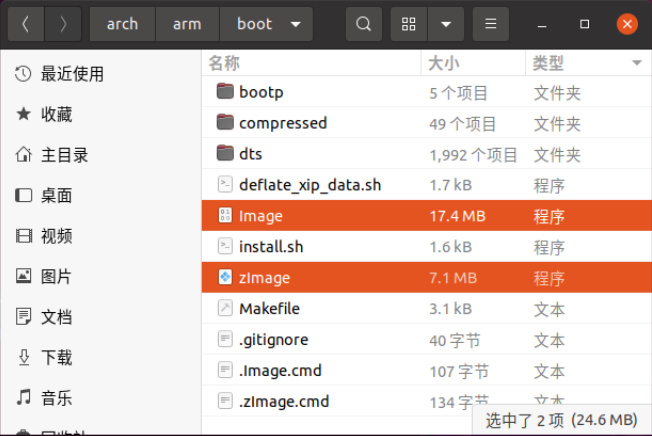 arch arm boot
名称 大小 类型
最近使用
收藏
主目录
桌面
视频
图片
文档
下载
音乐
bootp 5 个项目 文件夹
compressed 49 个项目 文件夹
dts 1,992 个项目 文件夹
deflate_xip_data.sh 1.7 kB 程序
Image 17.4 MB 程序
install.sh 1.6 kB 程序
zImage 7.1 MB 程序
Makefile 3.1 kB 文本
.gitignore 40 字节 文本
.Image.cmd 107 字节 文本
.zImage.cmd 134 字节
选中了 2 项 (24.6 MB)